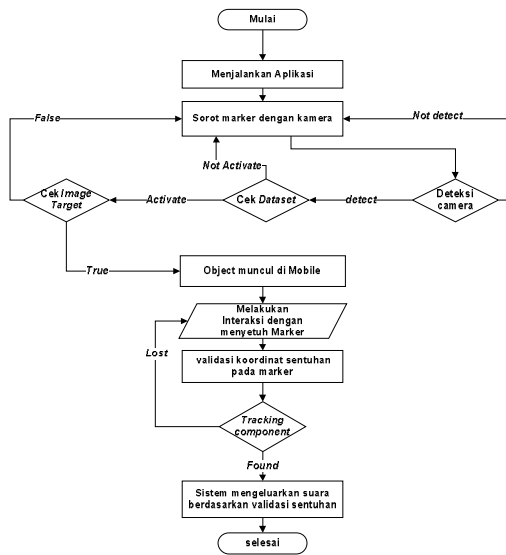 Mulai
Menjalankan Aplikasi
False
Sorot marker dengan kamera
Not detect
Not Activate
Cek Image
Target
Activate
Cek Dataset
detect
Deteksi
camera
True
Object muncul di Mobile
Melakukan
Interaksi dengan
menyetuh Marker
Lost
validasi koordinat sentuhan
pada marker
Tracking
component
Found
Sistem mengeluarkan suara
berdasarkan validasi sentuhan
selesai